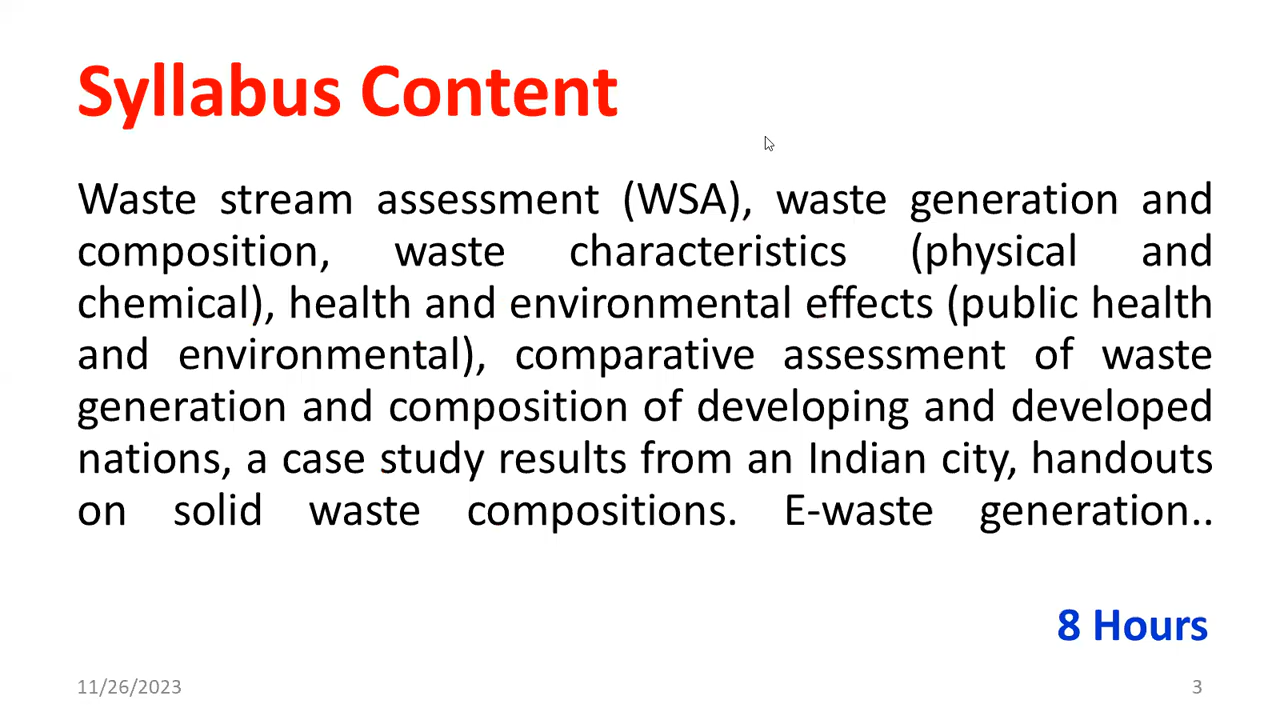 Syllabus Content
Waste stream assessment (WSA), waste generation and
composition, waste characteristics (physical and
chemical), health and environmental effects (public health
and environmental), comparative assessment of waste
generation and composition of developing and developed
nations, a case study results from an Indian city, handouts
on solid waste compositions. E-waste generation..
8 Hours
11/26/2023
3